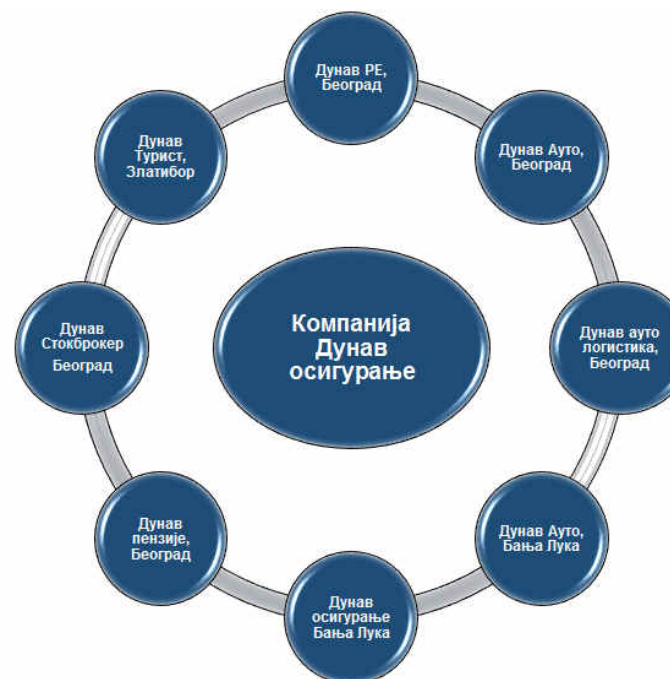 Дунав РЕ,
Београд
Дунав Ауто,
Београд
Дунав ауто
логистика,
Београд
Дунав Ауто,
Бања Лука
Дунав
осигурање
Бања Лука
Дунав
пензије,
Београд
Дунав
Стокброкер
Београд
Дунав
Турист,
Златибор
Компанија
Дунав
осигурање